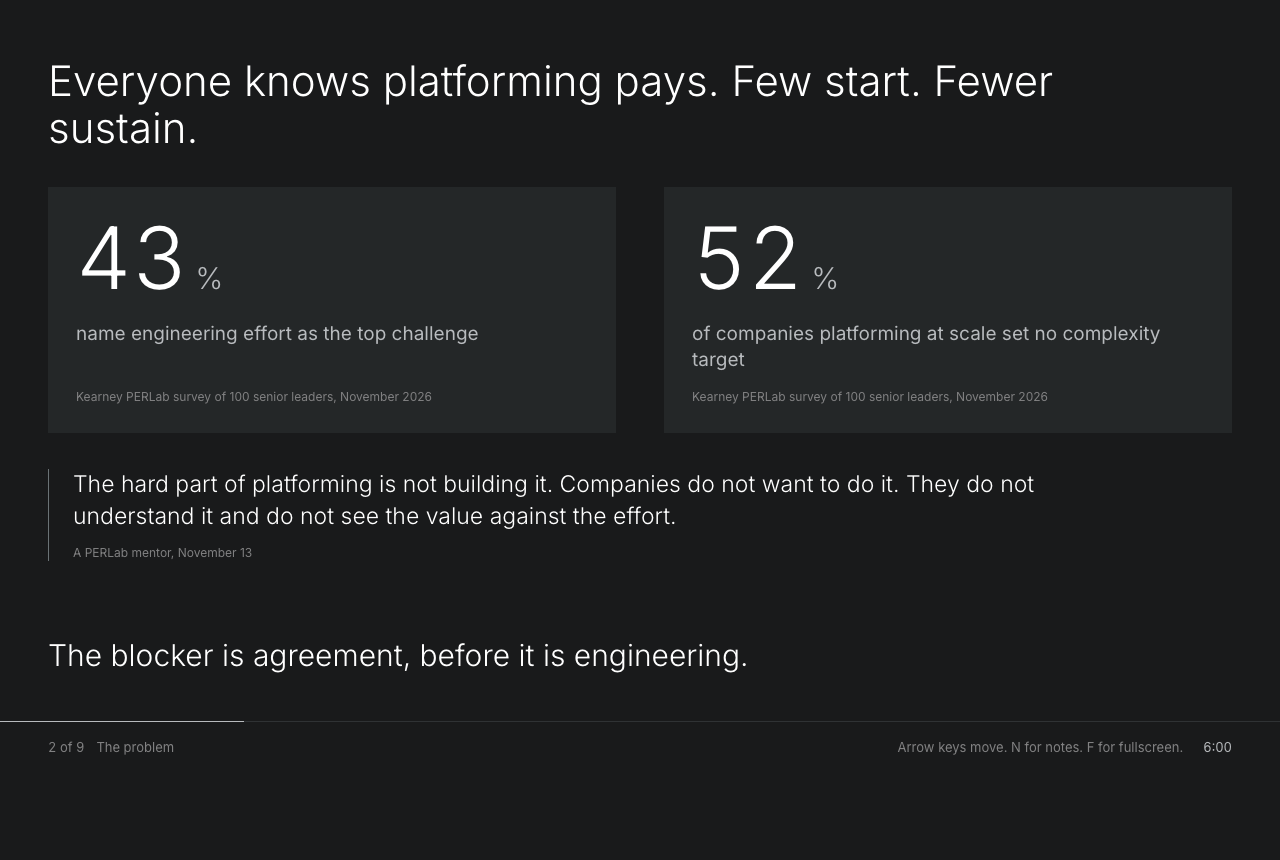 Everyone knows platforming pays. Few start. Fewer
sustain.
43 %
name engineering effort as the top challenge
Kearney PERLab survey of 100 senior leaders, November 2026
52 %
of companies platforming at scale set no complexity
target
Kearney PERLab survey of 100 senior leaders, November 2026
The hard part of platforming is not building it. Companies do not want to do it. They do not
understand it and do not see the value against the effort.
A PERLab mentor, November 13
The blocker is agreement, before it is engineering.
2 of 9 The problem
Arrow keys move. N for notes. F for fullscreen. 6:00